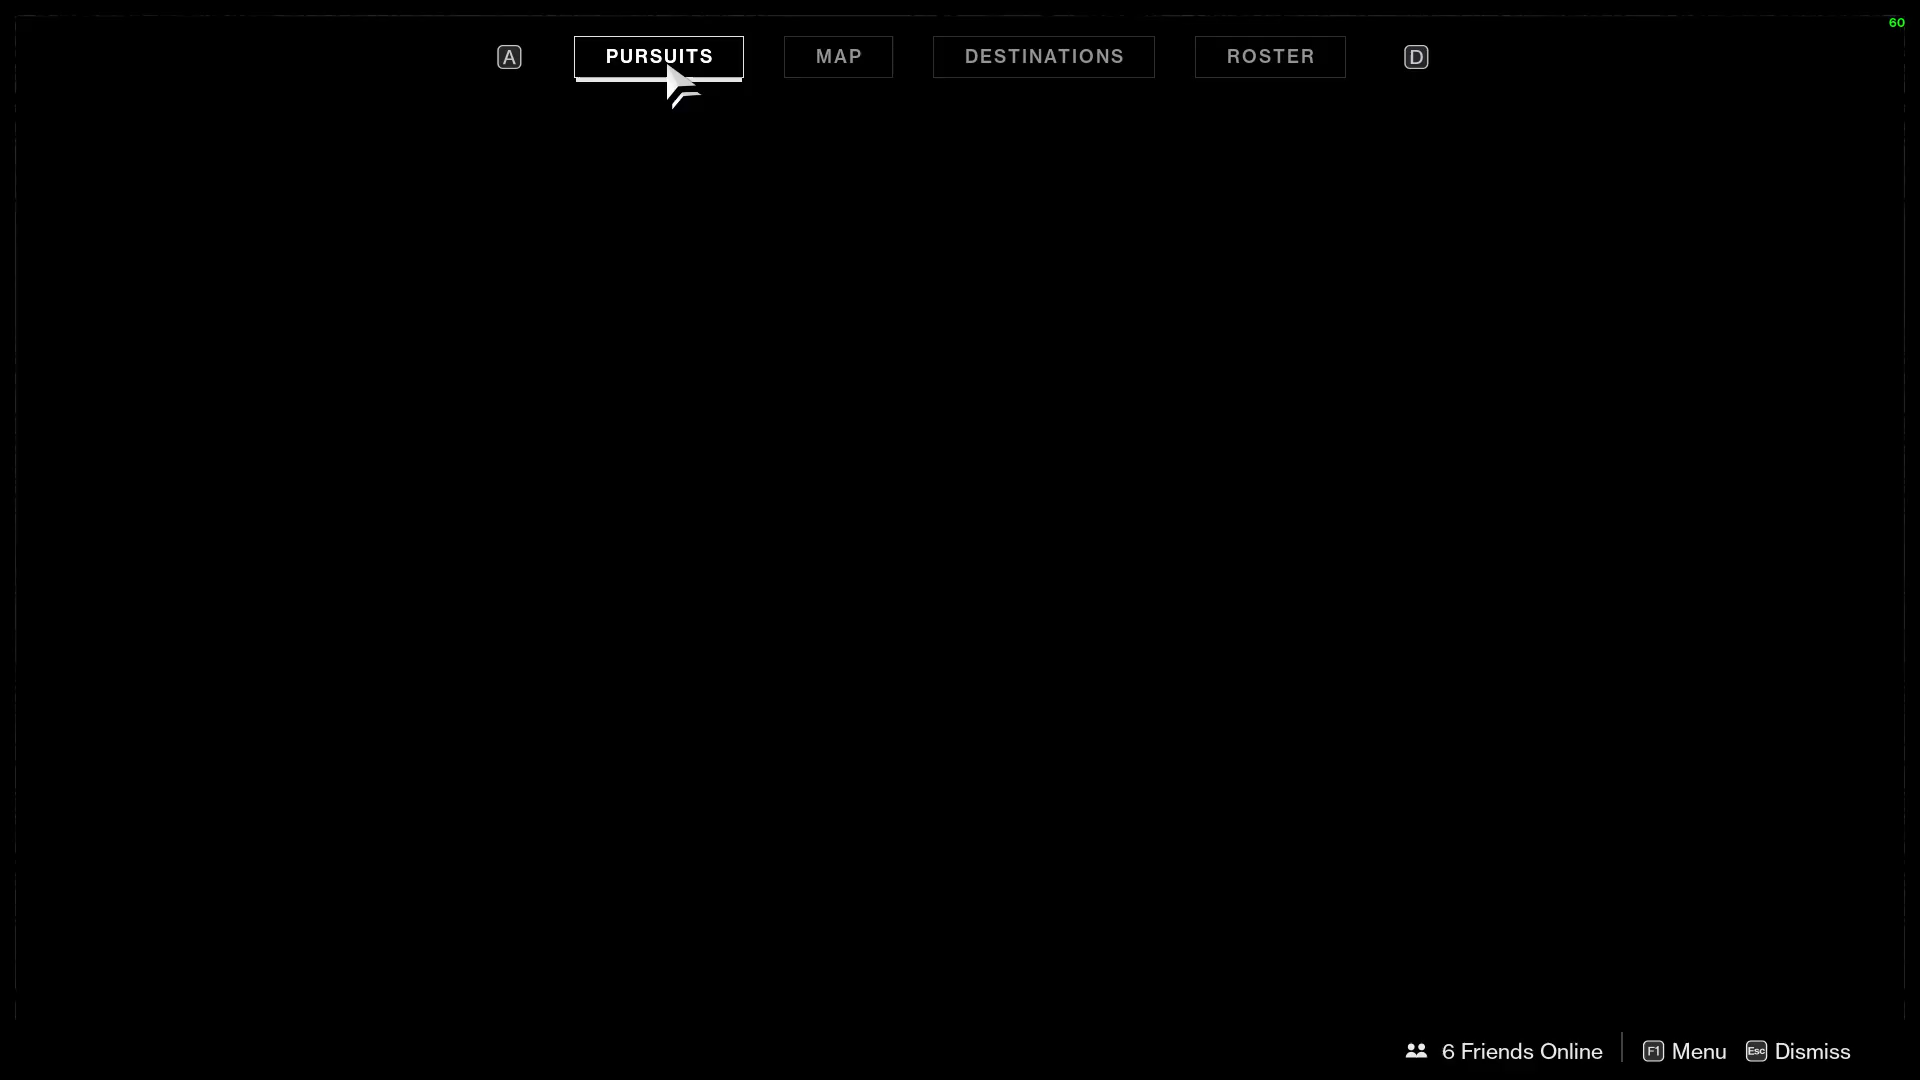 60
A PURSUITS MAP DESTINATIONS ROSTER D
6 Friends Online F1 Menu Esc Dismiss